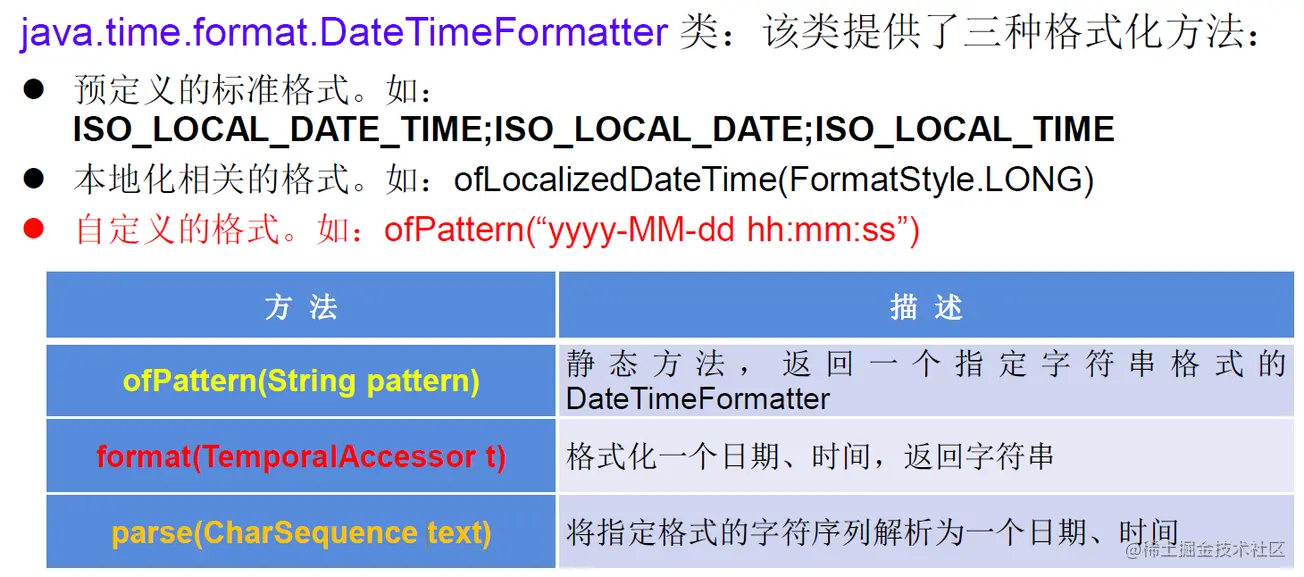 java.time.format.DateTimeFormatter 类：该类提供了三种格式化方法：
● 预定义的标准格式。如：
ISO_LOCAL_DATE_TIME;ISO_LOCAL_DATE;ISO_LOCAL_TIME
● 本地化相关的格式。如：ofLocalizedDateTime(FormatStyle.LONG)
● 自定义的格式。如：ofPattern(“yyyy-MM-dd hh:mm:ss”)
方 法
描 述
ofPattern(String pattern)
静态方法，返回一个指定字符串格式的
DateTimeFormatter
format(TemporalAccessor t)
格式化一个日期、时间，返回字符串
parse(CharSequence text)
将指定格式的字符序列解析为一个日期、时间
@稀土掘金技术社区